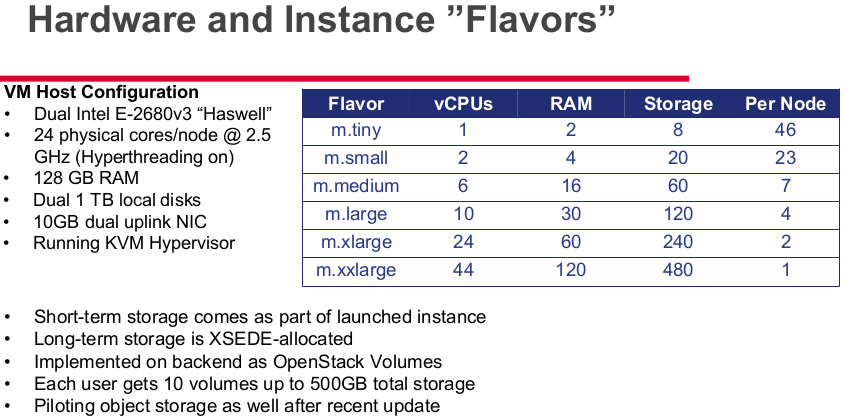 Hardware and Instance ”Flavors”
VM Host Configuration
• Dual Intel E-2680v3 “Haswell”
• 24 physical cores/node @ 2.5
GHz (Hyperthreading on)
• 128 GB RAM
• Dual 1 TB local disks
• 10GB dual uplink NIC
• Running KVM Hypervisor
Flavor vCPUs RAM Storage Per Node
m.tiny 1 2 8 46
m.small 2 4 20 23
m.medium 6 16 60 7
m.large 10 30 120 4
m.xlarge 24 60 240 2
m.xxlarge 44 120 480 1
• Short-term storage comes as part of launched instance
• Long-term storage is XSEDE-allocated
• Implemented on backend as OpenStack Volumes
• Each user gets 10 volumes up to 500GB total storage
• Piloting object storage as well after recent update